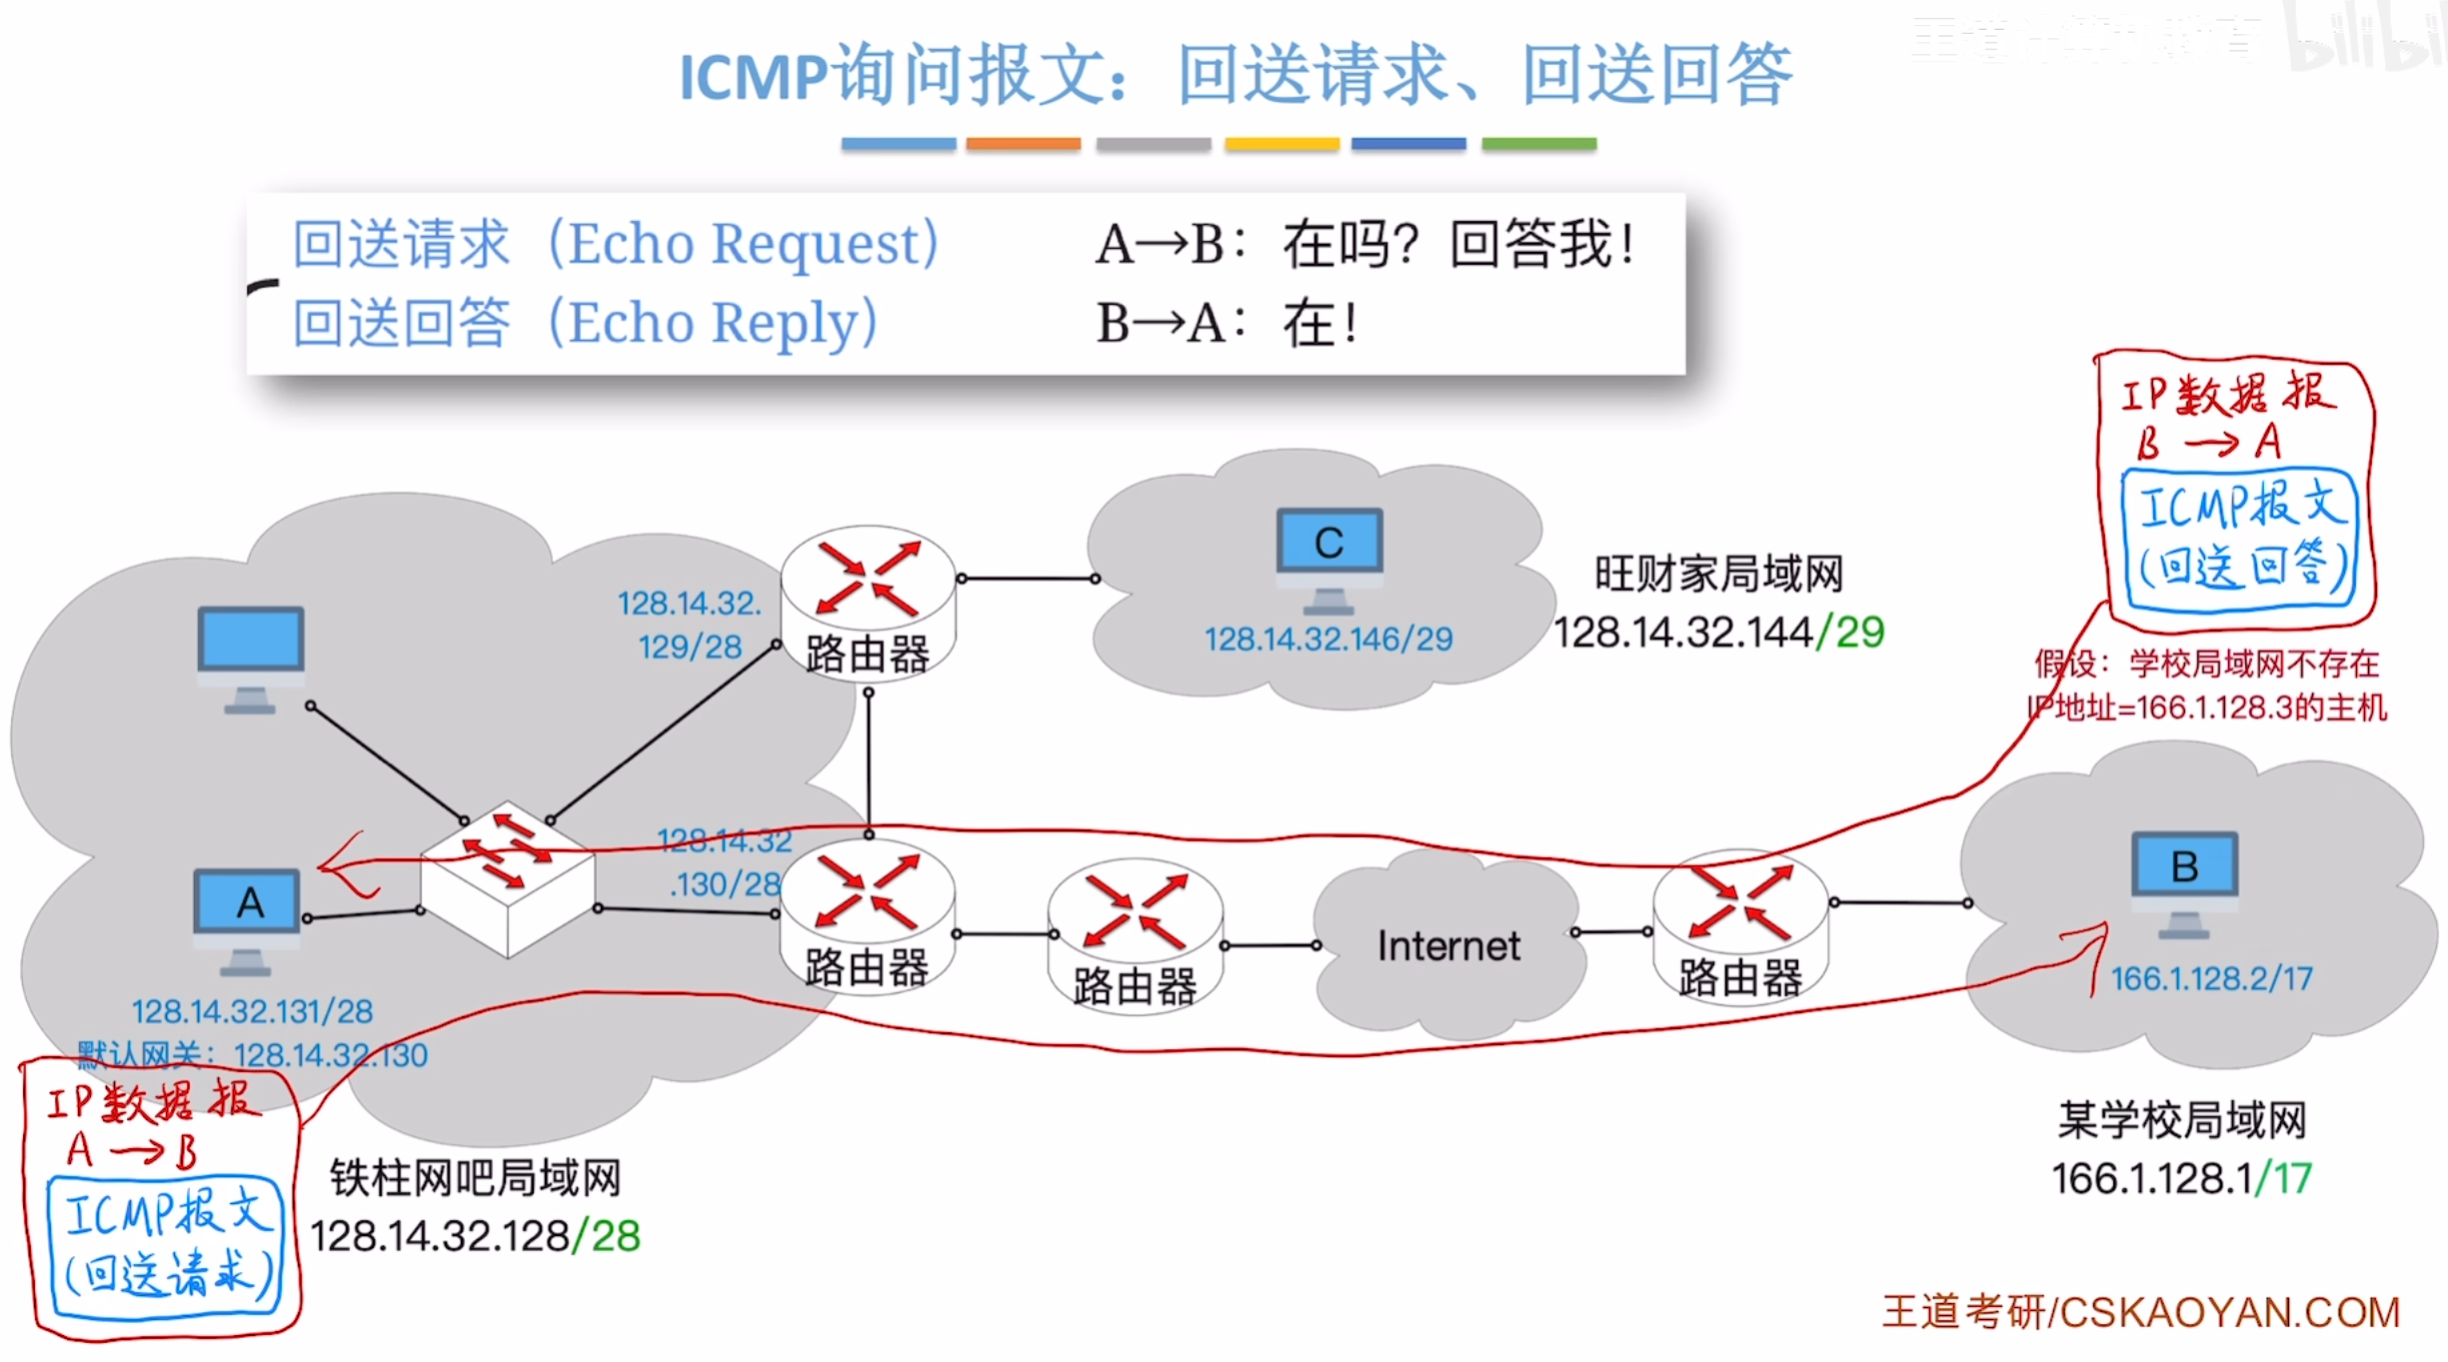 ICMP询问报文：回送请求、回送回答
回送请求（Echo Request） A→B：在吗？回答我！
回送回答（Echo Reply） B→A：在！
IP数据报
B→A
ICMP报文
(回送回答)
假设：学校局域网不存在
IP地址=166.1.128.3的主机
C
128.14.32.146/29
旺财家局域网
128.14.32.144/29
128.14.32.
129/28
路由器
128.14.32
.130/28
路由器
路由器
Internet
路由器
B
166.1.128.2/17
某学校局域网
166.1.128.1/17
A
128.14.32.131/28
默认网关：128.14.32.130
IP数据报
A→B
ICMP报文
(回送请求)
铁柱网吧局域网
128.14.32.128/28
王道考研/CSKAOYAN.COM
bilibili